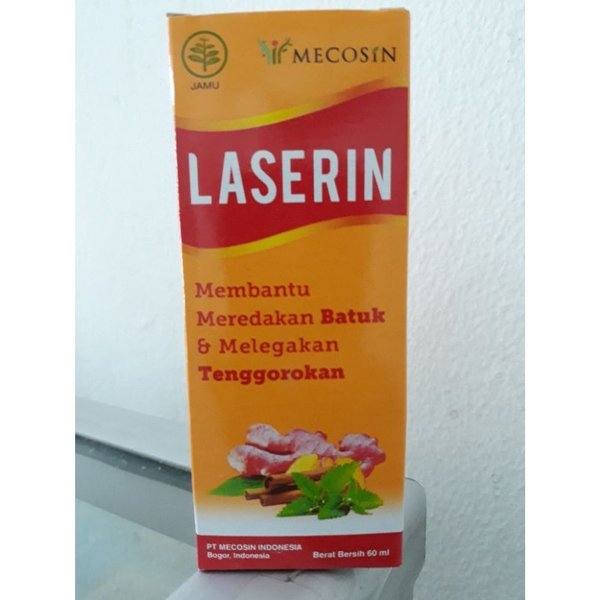 JAMU
MECOSIN
LASERIN
Membantu
Meredakan Batuk
& Melegakan
Tenggorokan
PT MECOSIN INDONESIA
Bogor, Indonesia
Berat Bersih 60 ml